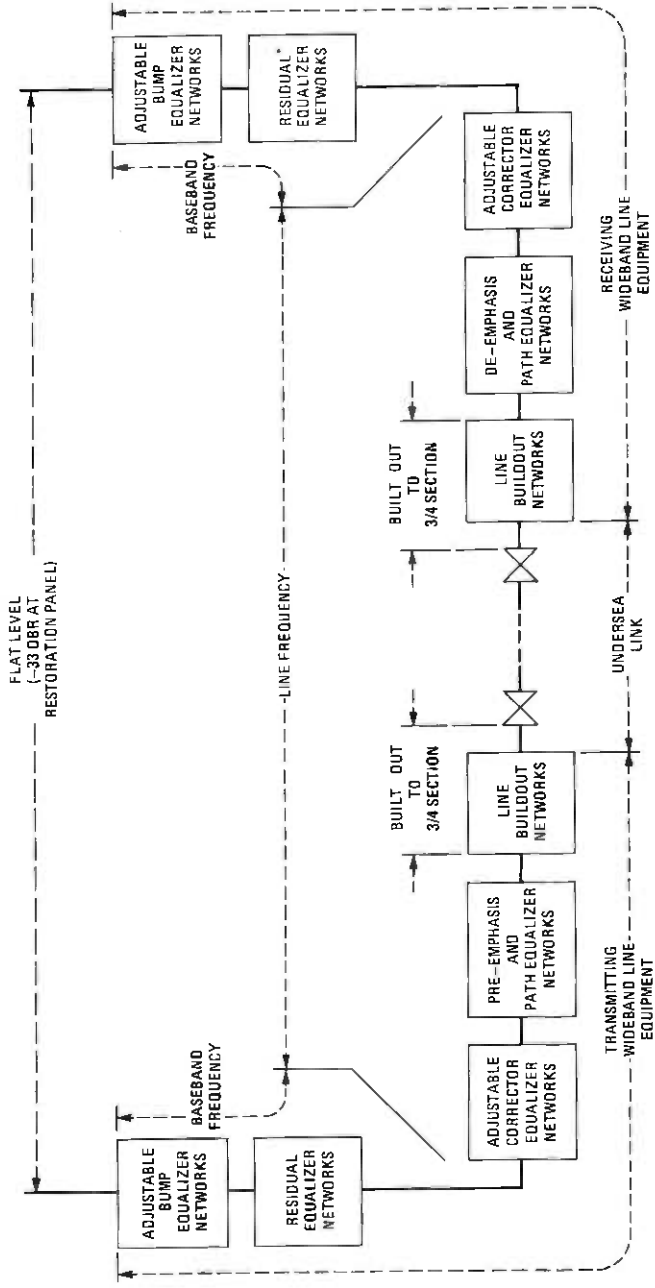 FLAT LEVEL
(-33 DBR AT
RESTORATION PANEL)
ADJUSTABLE
BUMP
EQUALIZER
NETWORKS
RESIDUAL
EQUALIZER
NETWORKS
BASEBAND
FREQUENCY
LINE FREQUENCY
BASEBAND
FREQUENCY
ADJUSTABLE
BUMP
EQUALIZER
NETWORKS
RESIDUAL*
EQUALIZER
NETWORKS
ADJUSTABLE
CORRECTOR
EQUALIZER
NETWORKS
PRE-EMPHASIS
AND
PATH EQUALIZER
NETWORKS
BUILT OUT
TO
3/4 SECTION
LINE
BUILDOUT
NETWORKS
BUILT OUT
TO
3/4 SECTION
LINE
BUILDOUT
NETWORKS
DE-EMPHASIS
AND
PATH EQUALIZER
NETWORKS
ADJUSTABLE
CORRECTOR
EQUALIZER
NETWORKS
TRANSMITTING
WIDEBAND LINE
EQUIPMENT
UNDERSEA
LINK
RECEIVING
WIDEBAND LINE
EQUIPMENT